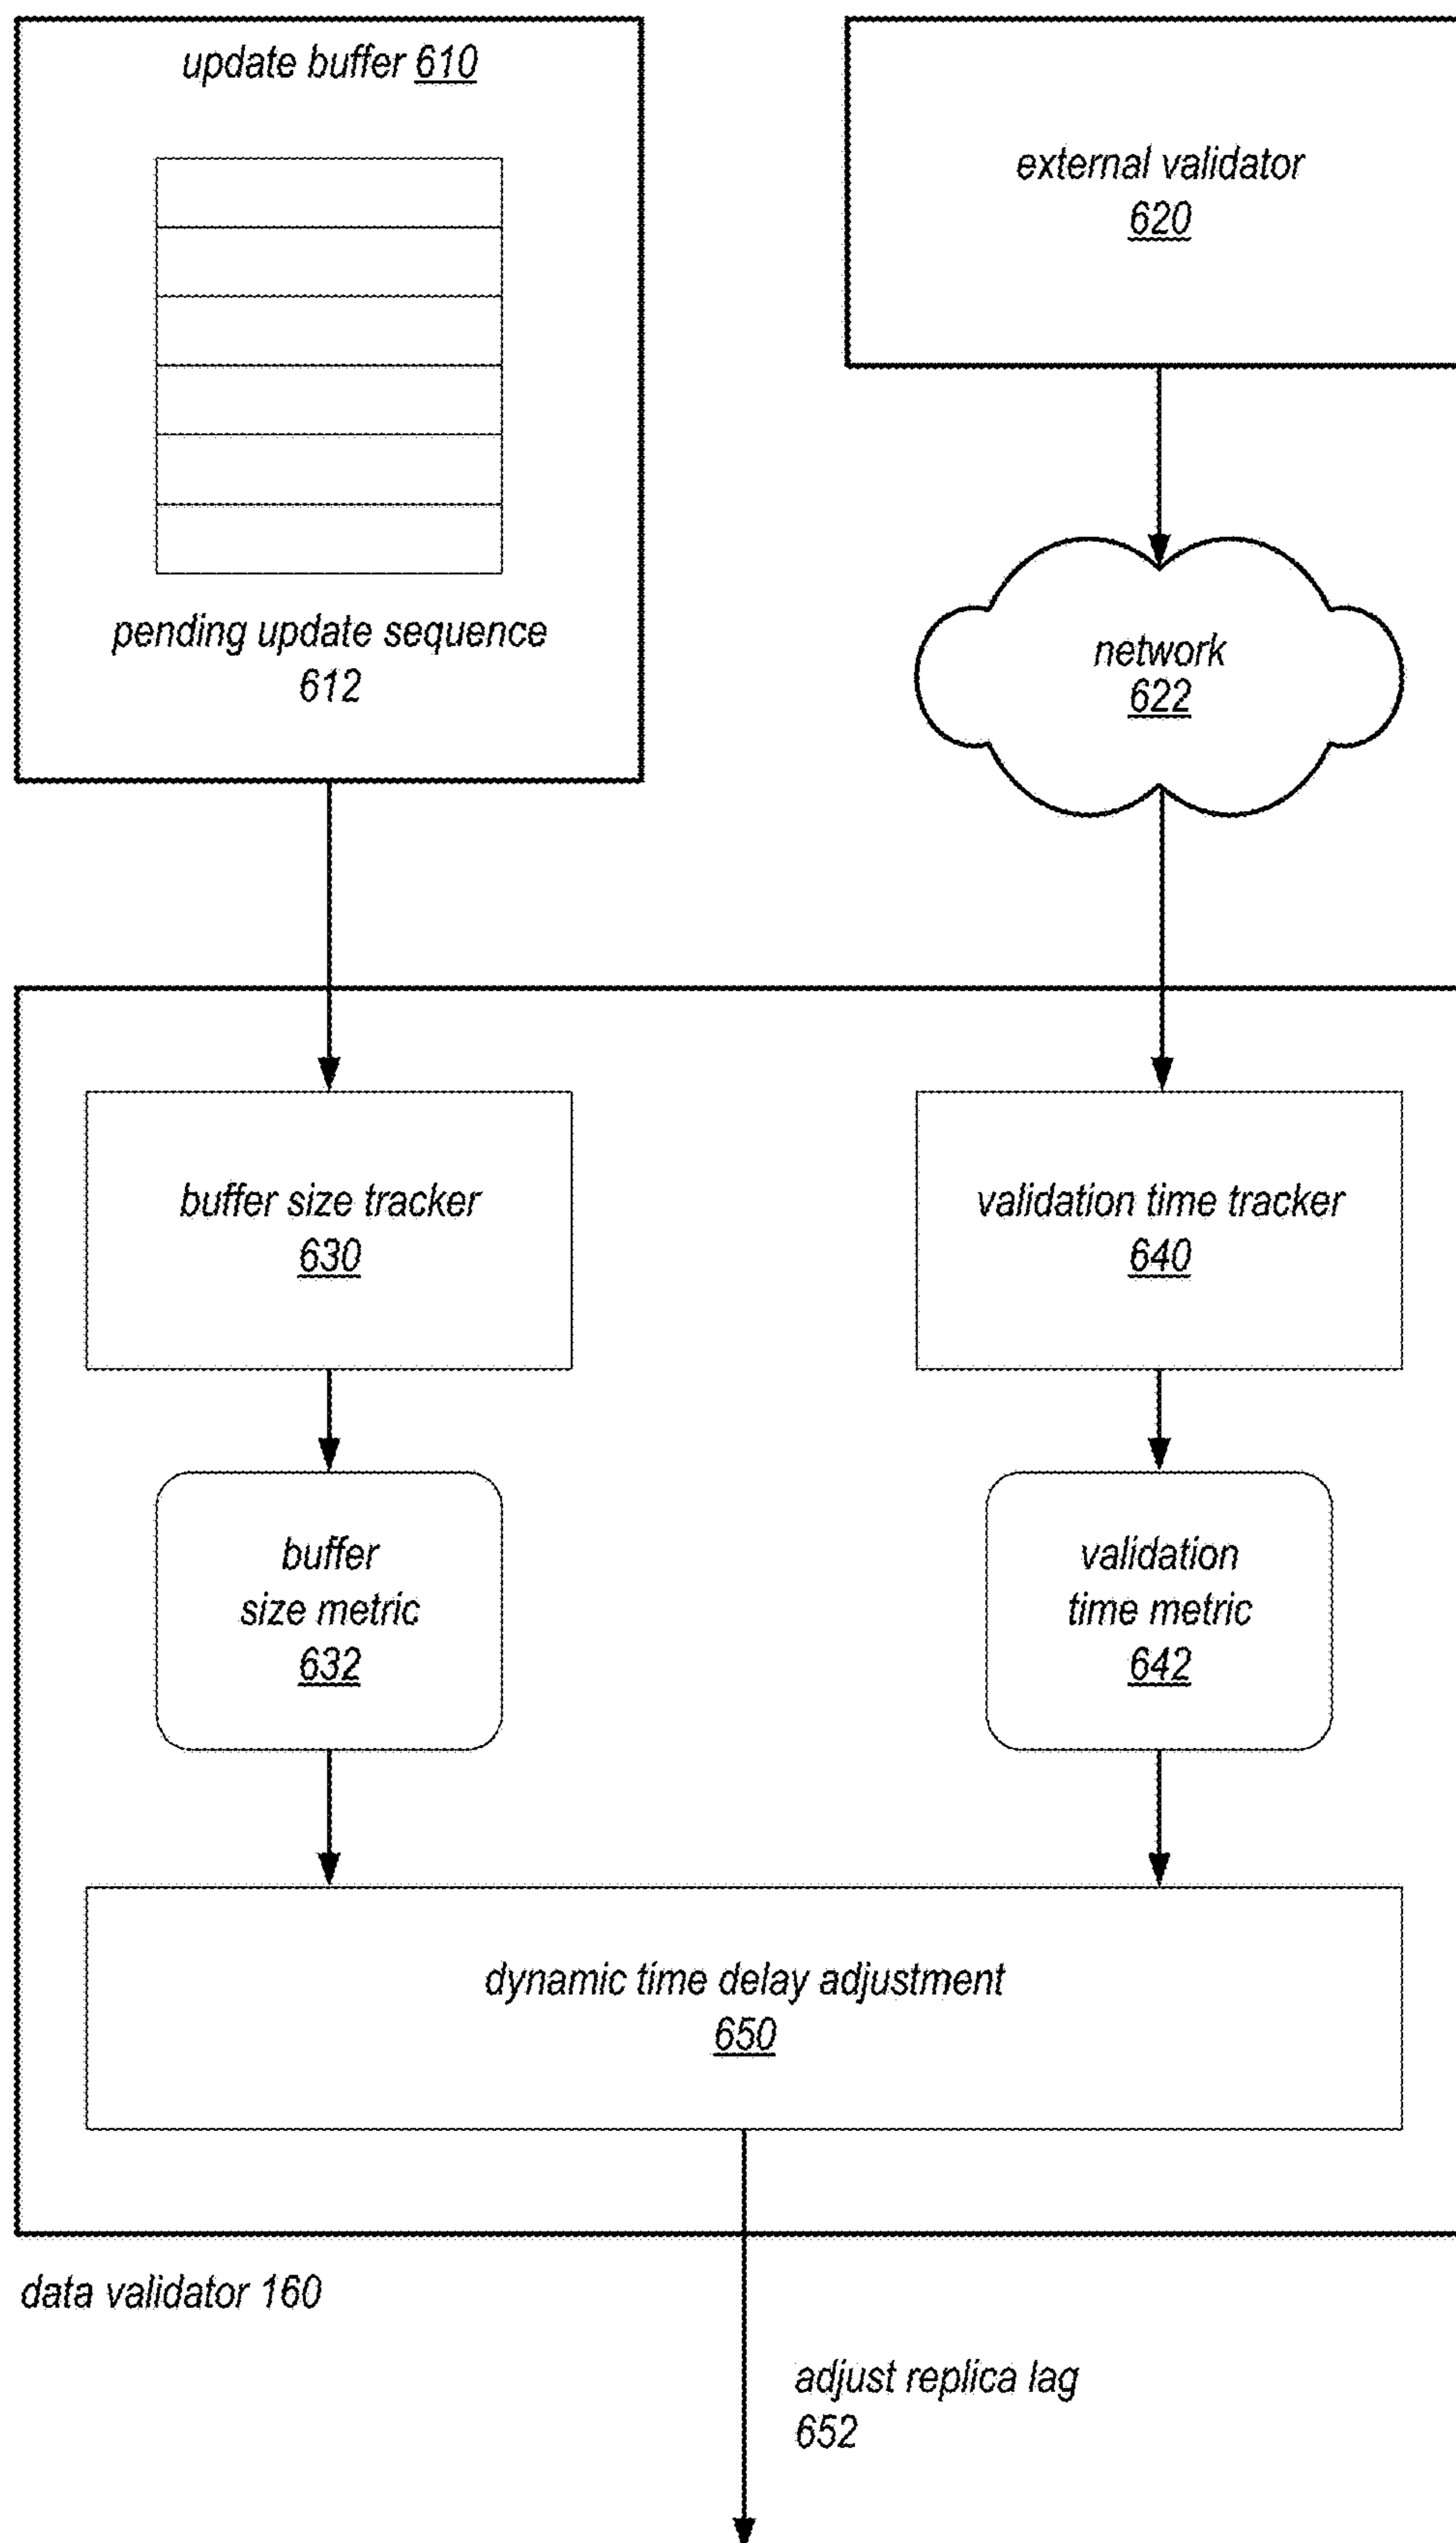 update buffer 610
pending update sequence
612
external validator
620
network
622
buffer size tracker
630
validation time tracker
640
buffer
size metric
632
validation
time metric
642
dynamic time delay adjustment
650
data validator 160
adjust replica lag
652